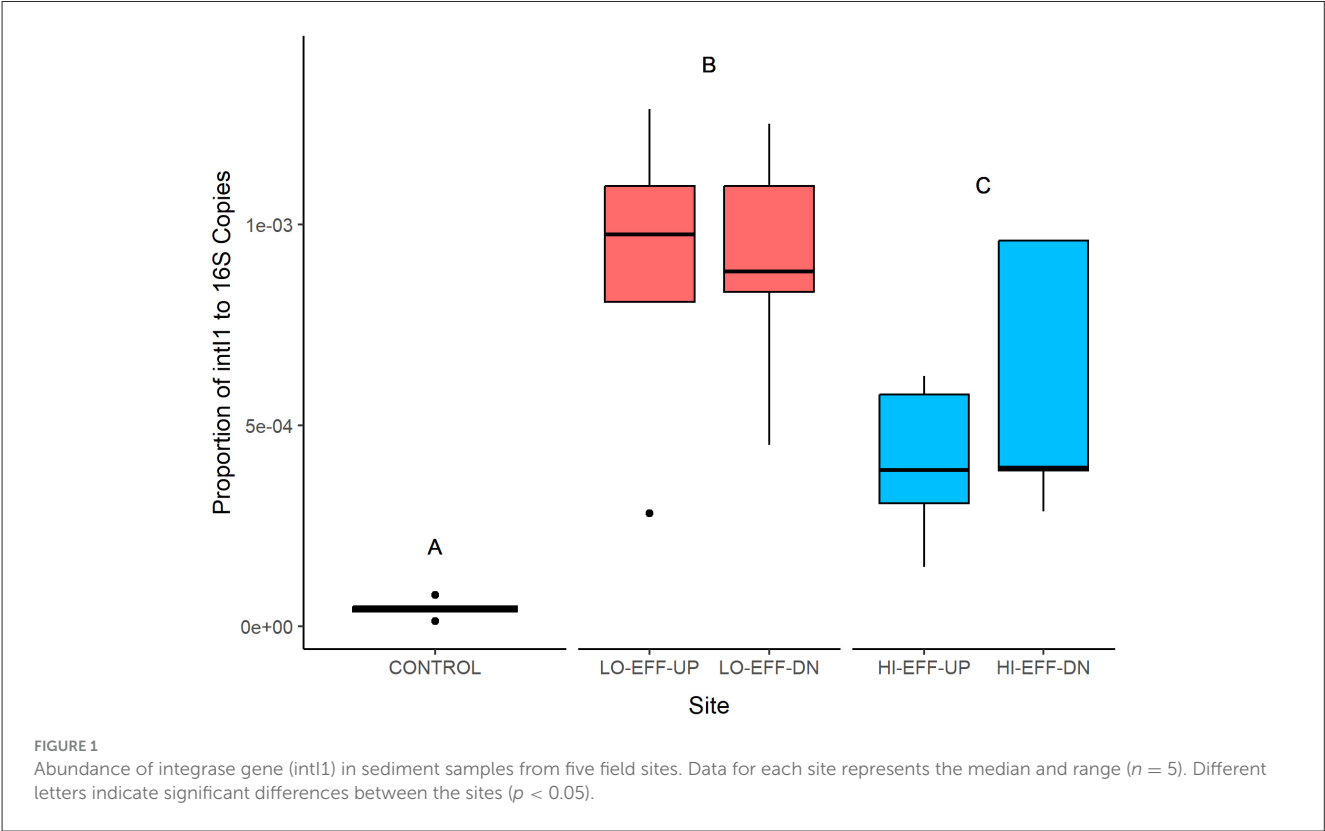 B
C
A
Proportion of intI1 to 16S Copies
1e-03
5e-04
0e+00
CONTROL LO-EFF-UP LO-EFF-DN HI-EFF-UP HI-EFF-DN
Site
FIGURE 1
Abundance of integrase gene (intI1) in sediment samples from five field sites. Data for each site represents the median and range (n = 5). Different
letters indicate significant differences between the sites (p < 0.05).